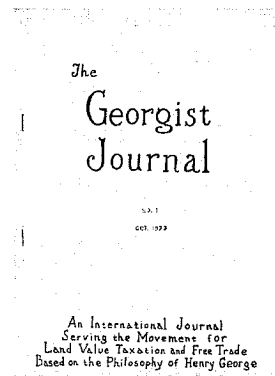 The
Georgist
Journal
NO. 1
OCT. 1973
An International Journal
Serving the Movement for
Land Value Taxation and Free Trade
Based on the Philosophy of Henry George